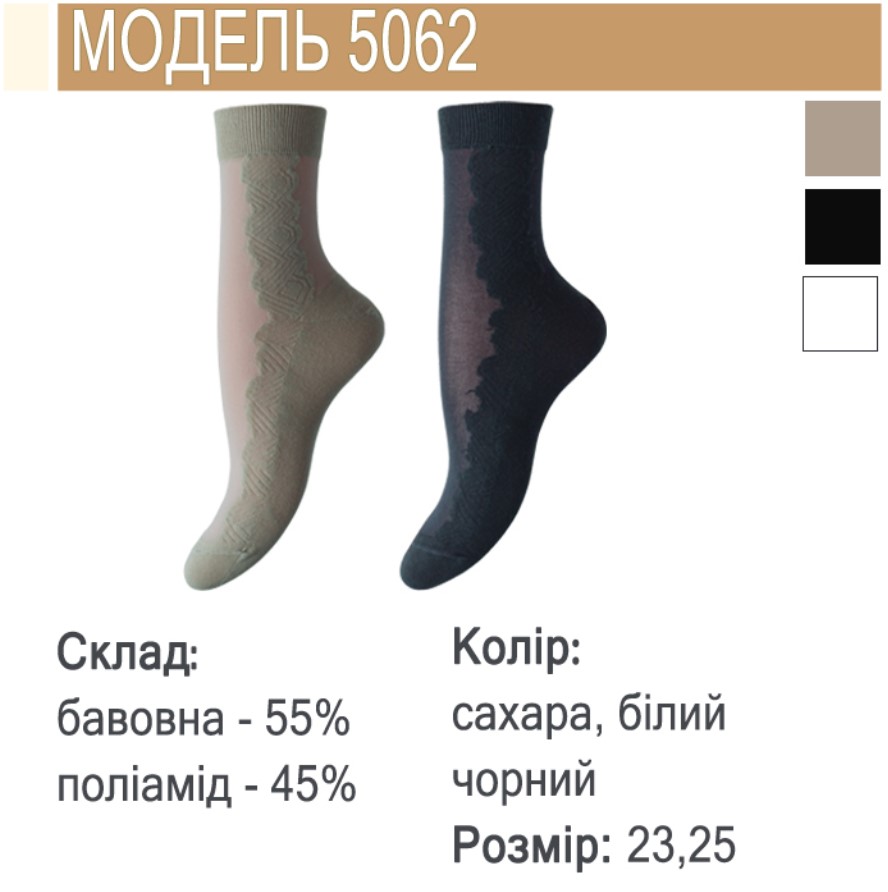 МОДЕЛЬ 5062
Склад:
бавовна - 55%
поліамід - 45%
Колір:
сахара, білий
чорний
Розмір: 23,25